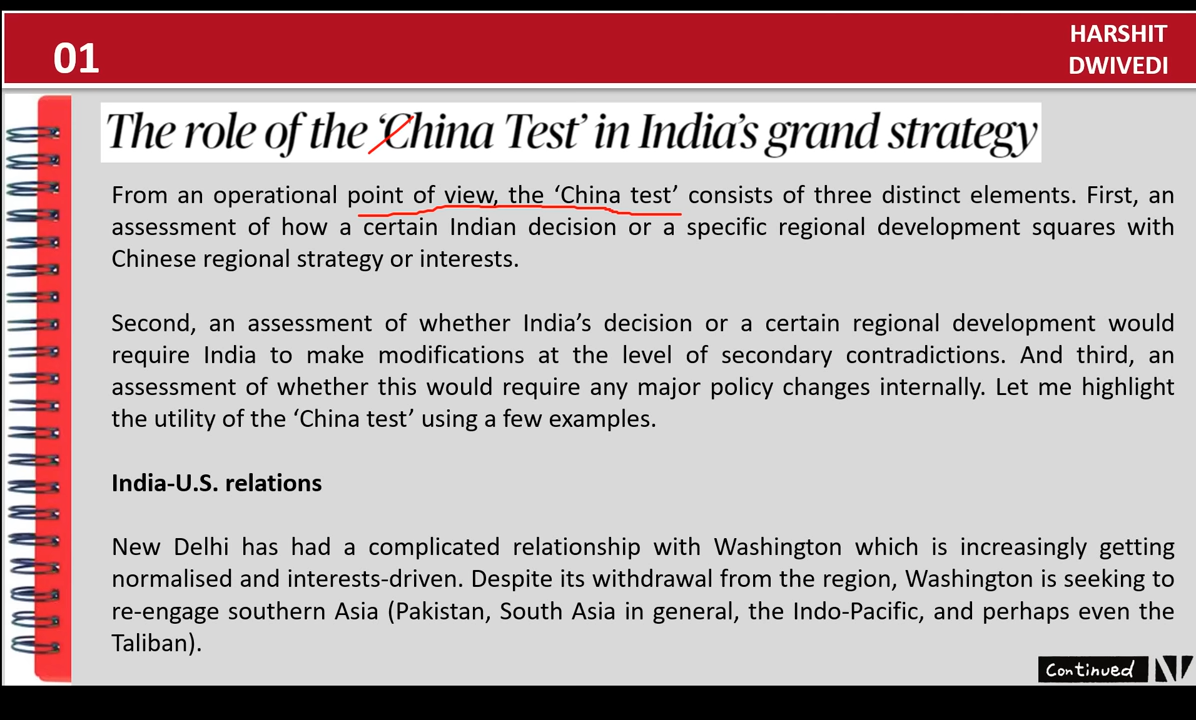 01
HARSHIT
DWIVEDI
The role of the ‘China Test’ in India’s grand strategy
From an operational point of view, the ‘China test’ consists of three distinct elements. First, an
assessment of how a certain Indian decision or a specific regional development squares with
Chinese regional strategy or interests.
Second, an assessment of whether India’s decision or a certain regional development would
require India to make modifications at the level of secondary contradictions. And third, an
assessment of whether this would require any major policy changes internally. Let me highlight
the utility of the ‘China test’ using a few examples.
India-U.S. relations
New Delhi has had a complicated relationship with Washington which is increasingly getting
normalised and interests-driven. Despite its withdrawal from the region, Washington is seeking to
re-engage southern Asia (Pakistan, South Asia in general, the Indo-Pacific, and perhaps even the
Taliban).
Continued